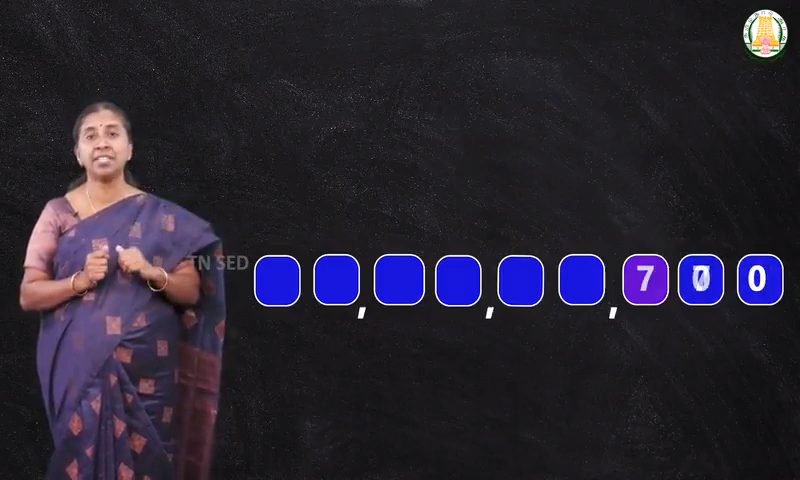 TN SED
, , , 7 0